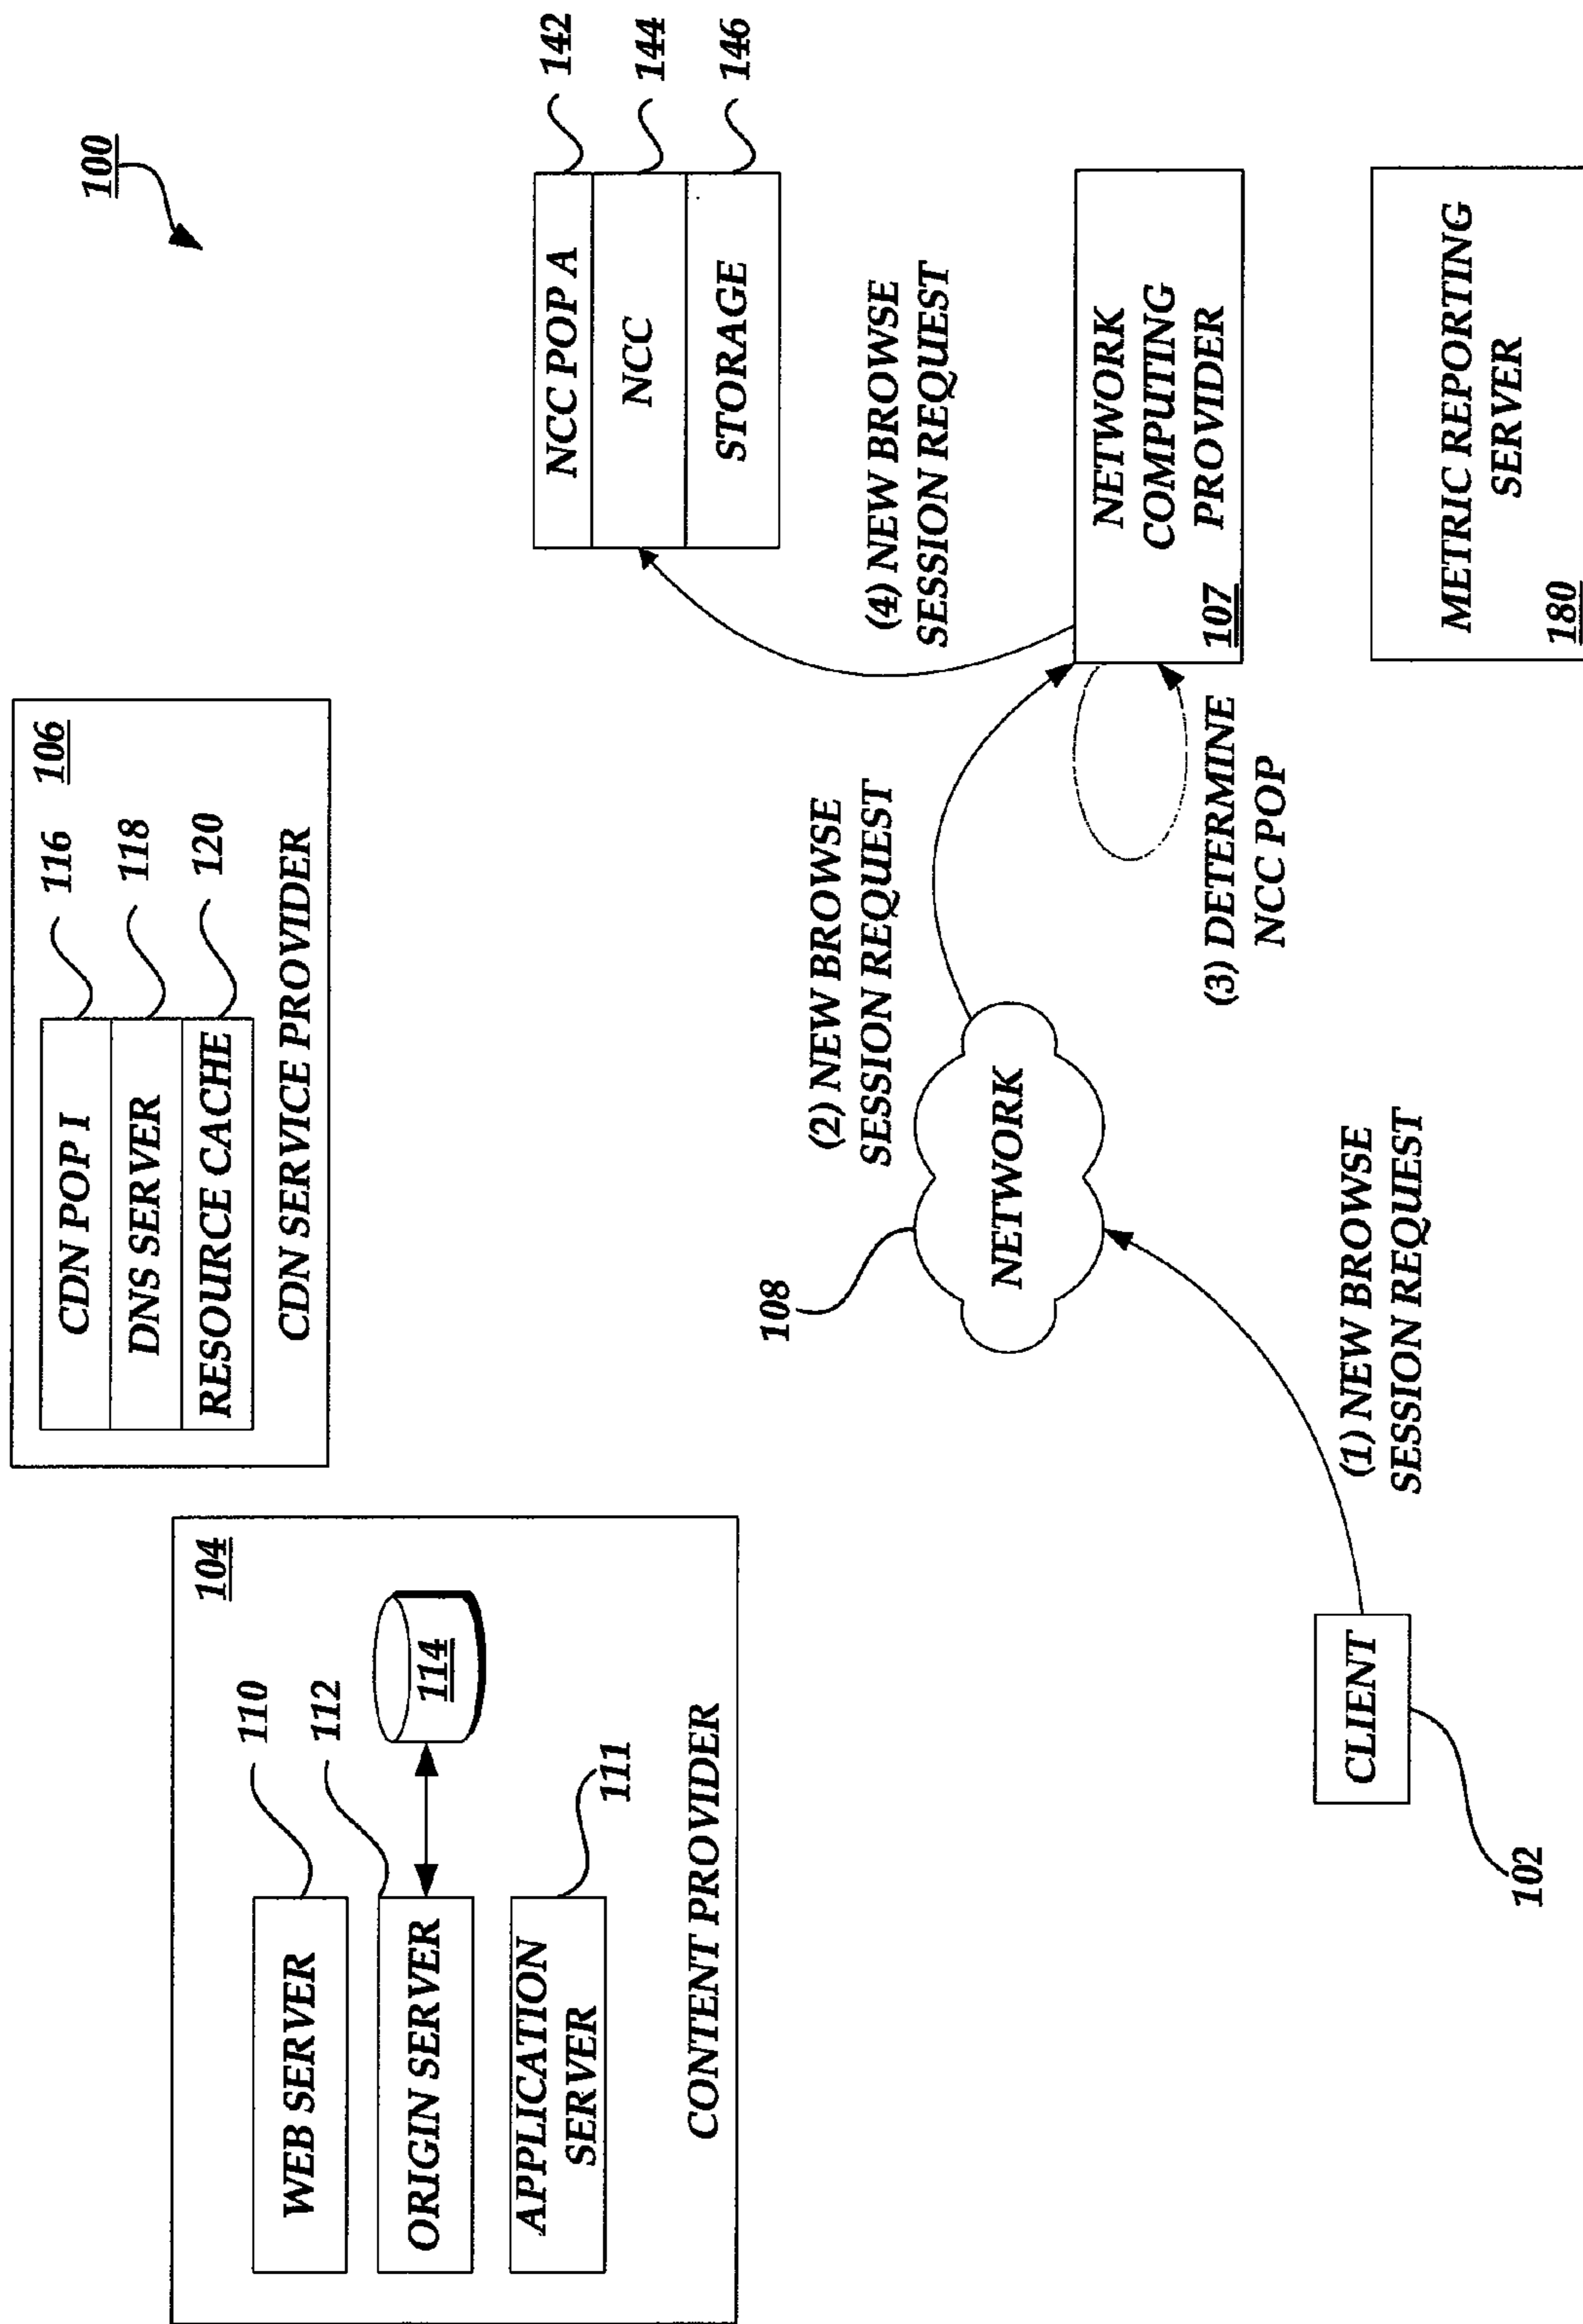 100
104
110
WEB SERVER
112
ORIGIN SERVER
114
APPLICATION
SERVER
111
CONTENT PROVIDER
106
CDN POP I
116
DNS SERVER
118
RESOURCE CACHE
120
CDN SERVICE PROVIDER
NCC POP A
142
NCC
144
STORAGE
146
(4) NEW BROWSE
SESSION REQUEST
(2) NEW BROWSE
SESSION REQUEST
108
NETWORK
NETWORK
COMPUTING
PROVIDER
107
(3) DETERMINE
NCC POP
(1) NEW BROWSE
SESSION REQUEST
CLIENT
102
METRIC REPORTING
SERVER
180